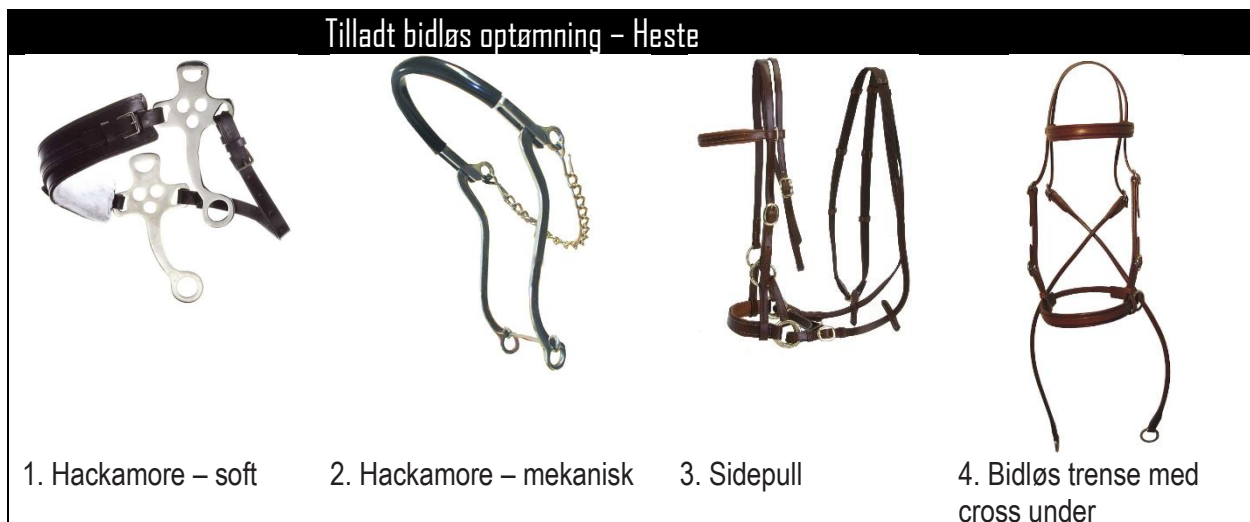 Tilladt bidløs optømning – Heste
1. Hackamore – soft
2. Hackamore – mekanisk
3. Sidepull
4. Bidløs trense med
cross under